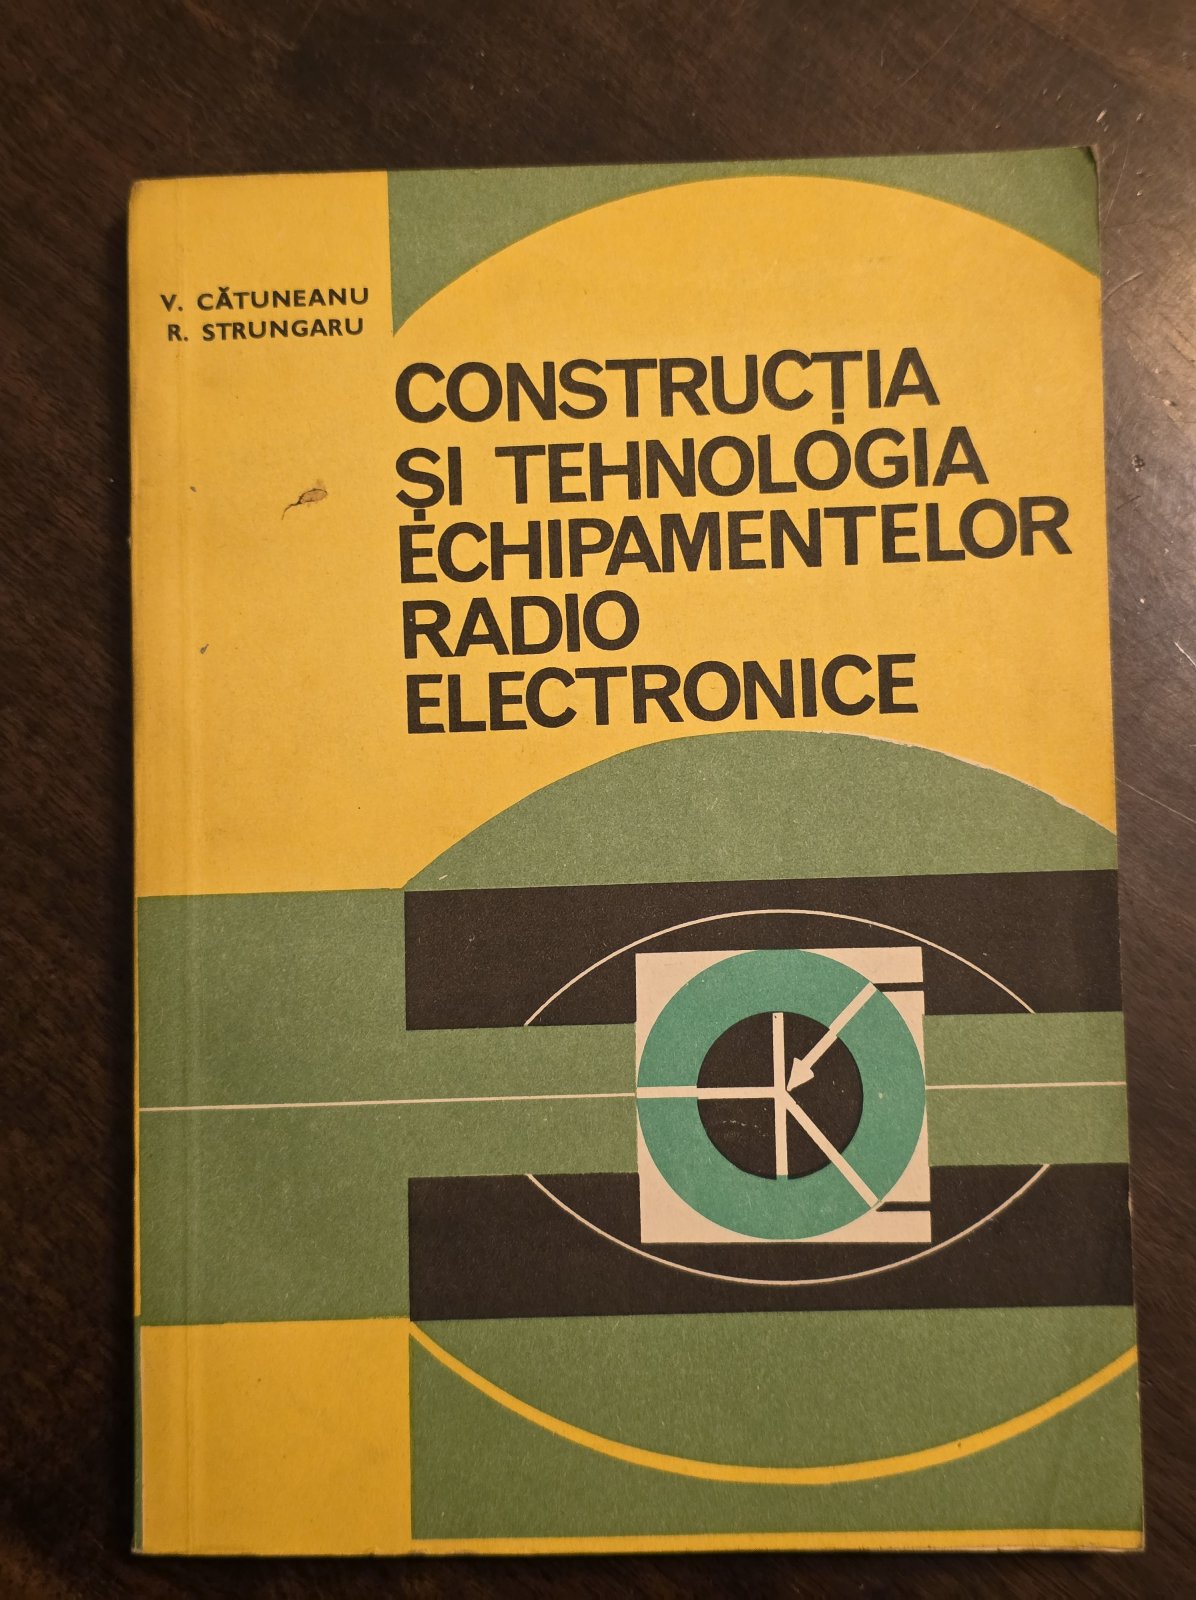 V. CĂTUNEANU
R. STRUNGARU
CONSTRUCȚIA
ȘI TEHNOLOGIA
ECHIPAMENTELOR
RADIO
ELECTRONICE